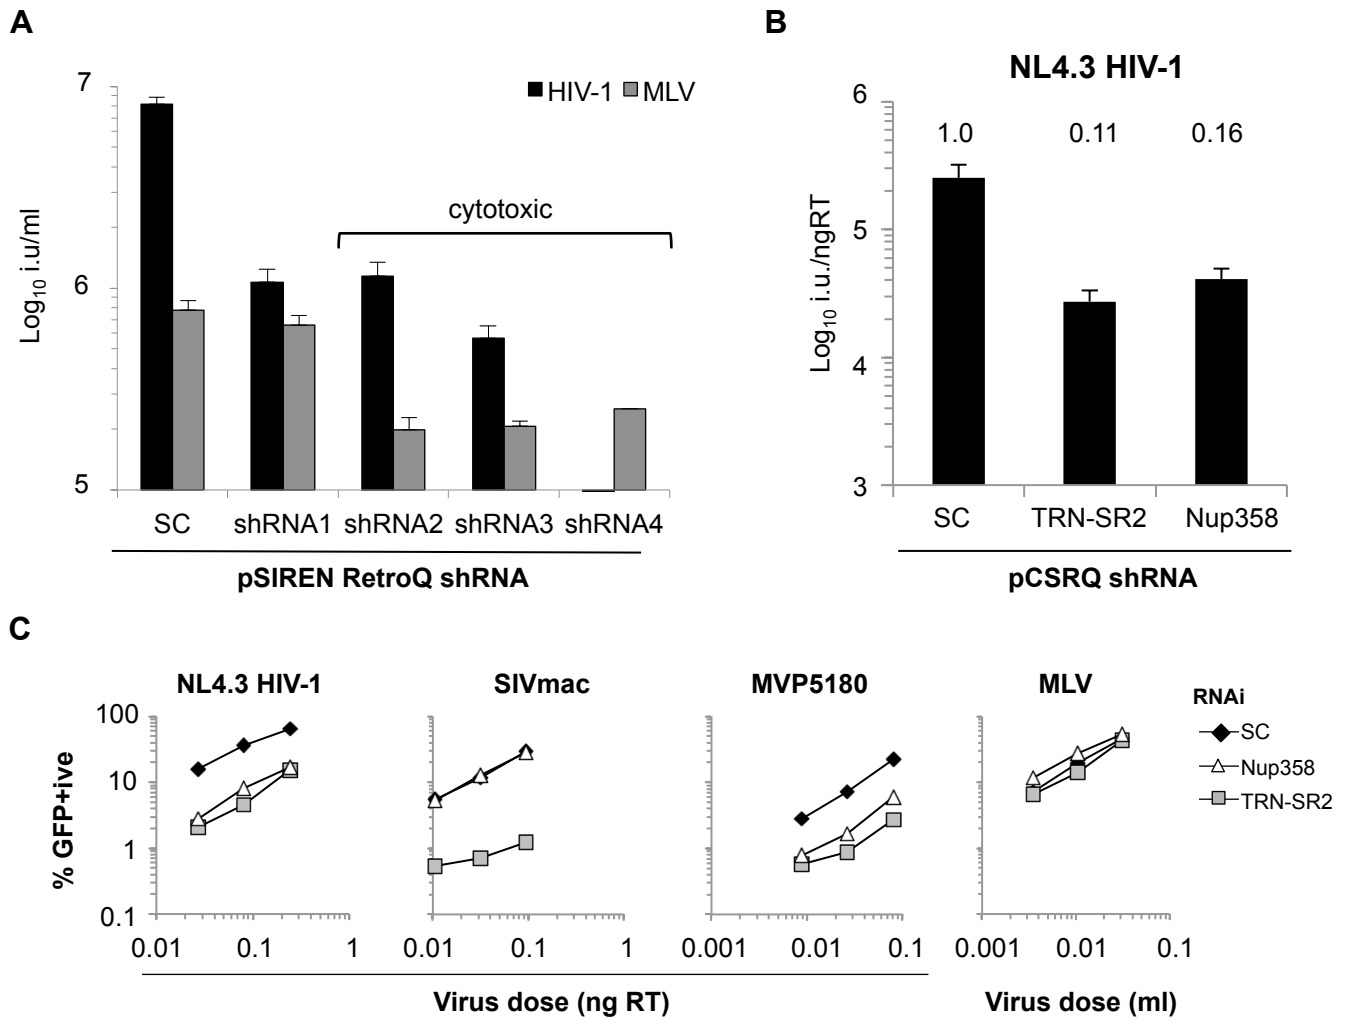 A
7
HIV-1 MLV
cytotoxic
Log10 i.u/ml
6
5
SC shRNA1 shRNA2 shRNA3 shRNA4
pSIREN RetroQ shRNA
B
NL4.3 HIV-1
6
1.0 0.11 0.16
Log10 i.u./ngRT
5
4
3
SC TRN-SR2 Nup358
pCSRQ shRNA
C
NL4.3 HIV-1 SIVmac MVP5180 MLV
RNAi
SC
Nup358
TRN-SR2
% GFP+ive
100
10
1
0.1
0.01 0.1 1 0.01 0.1 1 0.001 0.01 0.1 0.001 0.01 0.1
Virus dose (ng RT) Virus dose (ml)